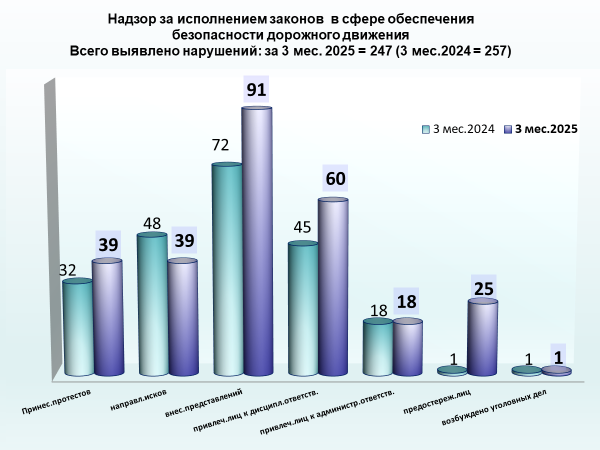 Надзор за исполнением законов в сфере обеспечения
безопасности дорожного движения
Всего выявлено нарушений: за 3 мес. 2025 = 247 (3 мес.2024 = 257)
3 мес.2024
3 мес.2025
32
39
48
39
72
91
45
60
18
18
1
25
1
1
Принес.протестов
направл.исков
внес.представлений
привлеч.лиц к дисципл.ответств.
привлеч.лиц к администр.ответств.
предостереж.лиц
возбуждено уголовных дел